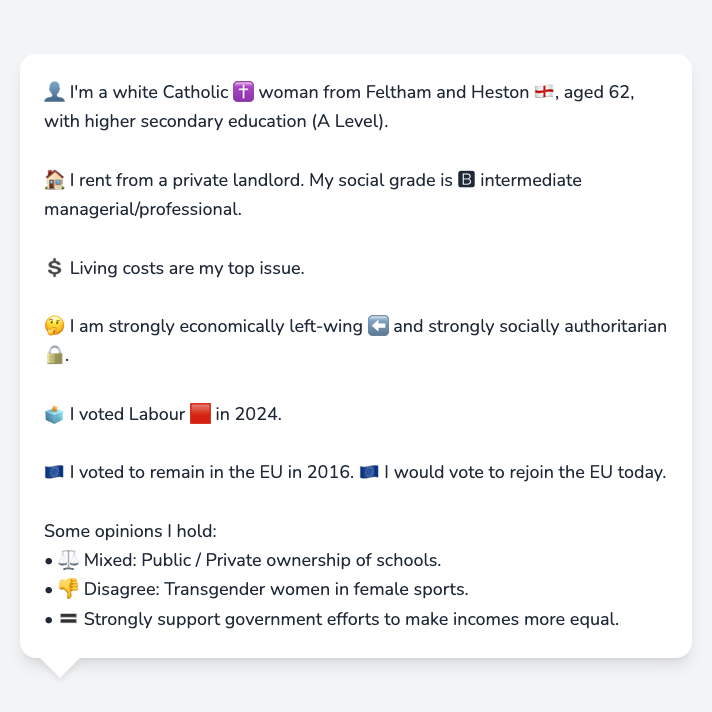 👤 I'm a white Catholic ✝️ woman from Feltham and Heston 🏴󠁧󠁢󠁥󠁮󠁧󠁿, aged 62,
with higher secondary education (A Level).
🏠 I rent from a private landlord. My social grade is 🅱 intermediate
managerial/professional.
💲 Living costs are my top issue.
🤔 I am strongly economically left-wing ⬅️ and strongly socially authoritarian
🔒.
🗳️ I voted Labour 🟥 in 2024.
🇪🇺 I voted to remain in the EU in 2016. 🇪🇺 I would vote to rejoin the EU today.
Some opinions I hold:
• ⚖️ Mixed: Public / Private ownership of schools.
• 👎 Disagree: Transgender women in female sports.
• 🟰 Strongly support government efforts to make incomes more equal.